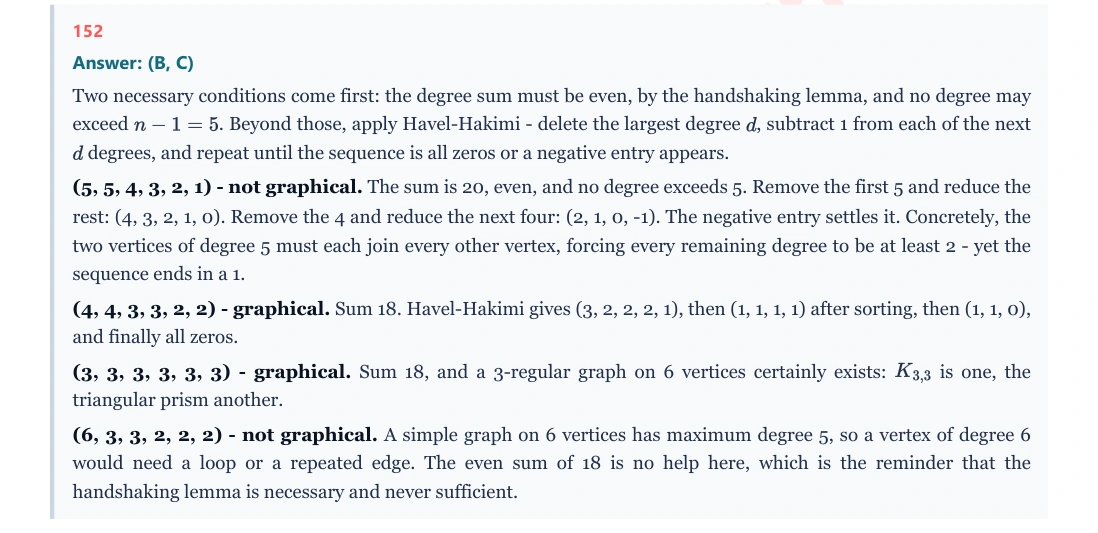 152
Answer: (B, C)
Two necessary conditions come first: the degree sum must be even, by the handshaking lemma, and no degree may
exceed n − 1 = 5. Beyond those, apply Havel-Hakimi - delete the largest degree d, subtract 1 from each of the next
d degrees, and repeat until the sequence is all zeros or a negative entry appears.
(5, 5, 4, 3, 2, 1) - not graphical. The sum is 20, even, and no degree exceeds 5. Remove the first 5 and reduce the
rest: (4, 3, 2, 1, 0). Remove the 4 and reduce the next four: (2, 1, 0, -1). The negative entry settles it. Concretely, the
two vertices of degree 5 must each join every other vertex, forcing every remaining degree to be at least 2 - yet the
sequence ends in a 1.
(4, 4, 3, 3, 2, 2) - graphical. Sum 18. Havel-Hakimi gives (3, 2, 2, 2, 1), then (1, 1, 1, 1) after sorting, then (1, 1, 0),
and finally all zeros.
(3, 3, 3, 3, 3, 3) - graphical. Sum 18, and a 3-regular graph on 6 vertices certainly exists: K3,3 is one, the
triangular prism another.
(6, 3, 3, 2, 2, 2) - not graphical. A simple graph on 6 vertices has maximum degree 5, so a vertex of degree 6
would need a loop or a repeated edge. The even sum of 18 is no help here, which is the reminder that the
handshaking lemma is necessary and never sufficient.